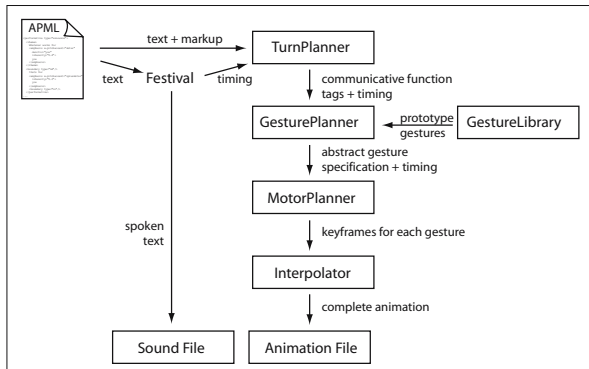 APML
text + markup
TurnPlanner
text
Festival
timing
communicative function
tags + timing
GesturePlanner
prototype
gestures
GestureLibrary
abstract gesture
specification + timing
MotorPlanner
spoken
text
keyframes for each gesture
Interpolator
complete animation
Sound File
Animation File